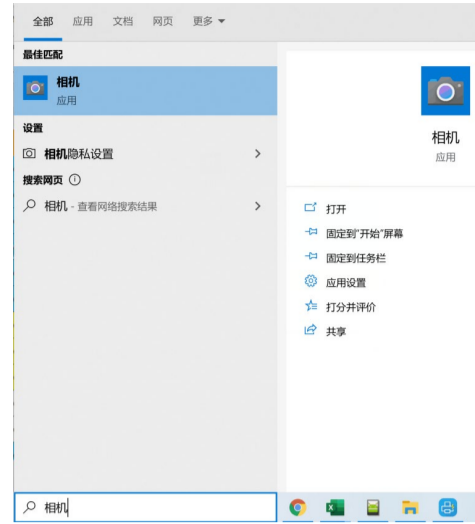 全部 应用 文档 网页 更多
最佳匹配
相机
应用
设置
相机隐私设置
搜索网页
相机 - 查看网络搜索结果
相机
应用
打开
固定到"开始"屏幕
固定到任务栏
应用设置
打分并评价
共享
相机